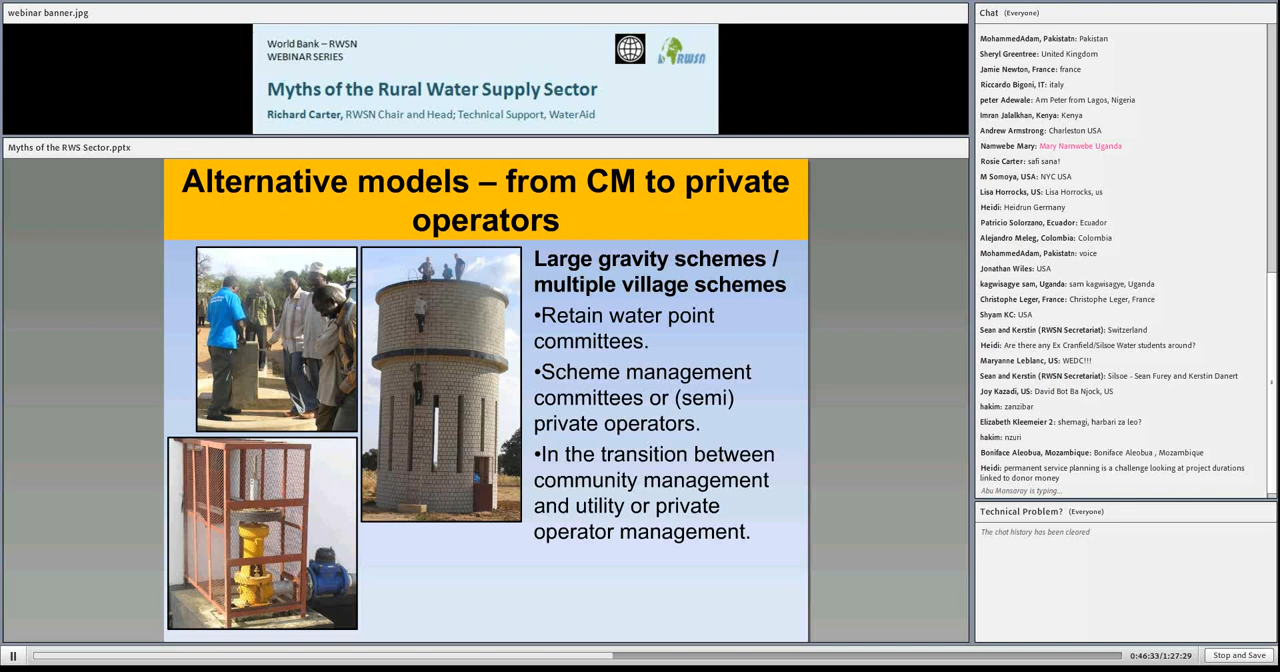 webinar banner.jpg
World Bank – RWSN
WEBINAR SERIES
RWSN
Myths of the Rural Water Supply Sector
Richard Carter, RWSN Chair and Head; Technical Support, WaterAid
Myths of the RWS Sector.pptx
Alternative models – from CM to private
operators
Large gravity schemes /
multiple village schemes
•Retain water point
committees.
•Scheme management
committees or (semi)
private operators.
•In the transition between
community management
and utility or private
operator management.
Chat (Everyone)
MohammedAdam, Pakistatn: Pakistan
Sheryl Greentree: United Kingdom
Jamie Newton, France: france
Riccardo Bigoni, IT: italy
peter Adewale: Am Peter from Lagos, Nigeria
Imran Jalalkhan, Kenya: Kenya
Andrew Armstrong: Charleston USA
Namwebe Mary: Mary Namwebe Uganda
Rosie Carter: safi sana!
M Somoya, USA: NYC USA
Lisa Horrocks, US: Lisa Horrocks, us
Heidi: Heidrun Germany
Patricio Solorzano, Ecuador: Ecuador
Alejandro Meleg, Colombia: Colombia
MohammedAdam, Pakistatn: voice
Jonathan Wiles: USA
kagwisagye sam, Uganda: sam kagwisagye, Uganda
Christophe Leger, France: Christophe Leger, France
Shyam KC: USA
Sean and Kerstin (RWSN Secretariat): Switzerland
Heidi: Are there any Ex Cranfield/Silsoe Water students around?
Maryanne Leblanc, US: WEDC!!!
Sean and Kerstin (RWSN Secretariat): Silsoe - Sean Furey and Kerstin Danert
Joy Kazadi, US: David Bot Ba Njock, US
hakim: zanzibar
Elizabeth Kleemeier 2: shemagi, harbari za leo?
hakim: nzuri
Boniface Aleobua, Mozambique: Boniface Aleobua , Mozambique
Heidi: permanent service planning is a challenge looking at project durations
linked to donor money
Abu Mansaray is typing...
Technical Problem? (Everyone)
The chat history has been cleared
0:46:33/1:27:29
Stop and Save